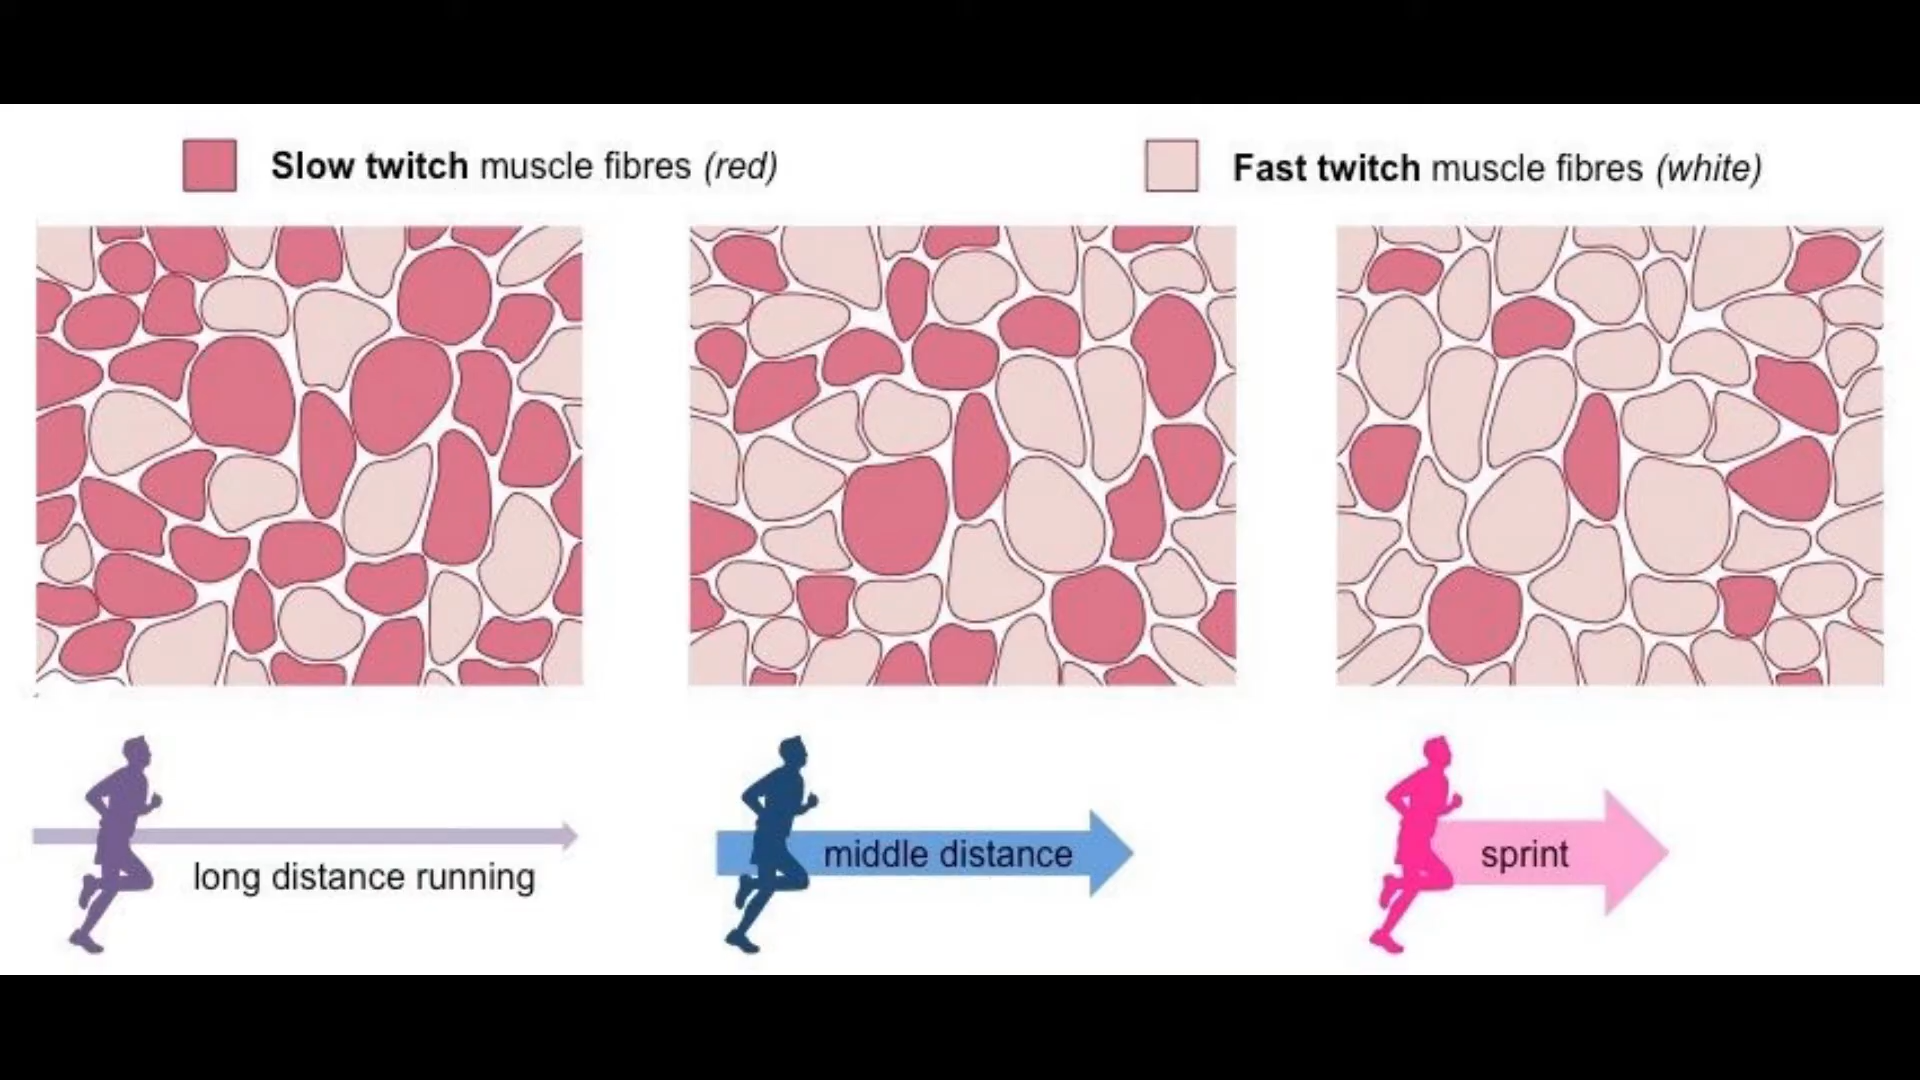 Slow twitch muscle fibres (red)
Fast twitch muscle fibres (white)
long distance running
middle distance
sprint